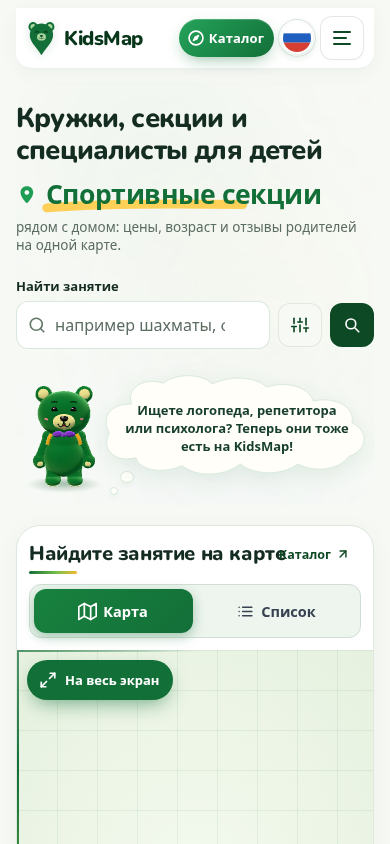 KidsMap
Каталог
Кружки, секции и
специалисты для детей
Спортивные секции
рядом с домом: цены, возраст и отзывы родителей
на одной карте.
Найти занятие
например шахматы, с
Ищете логопеда, репетитора
или психолога? Теперь они тоже
есть на KidsMap!
Найдите занятие на карте
Каталог
Карта
Список
На весь экран